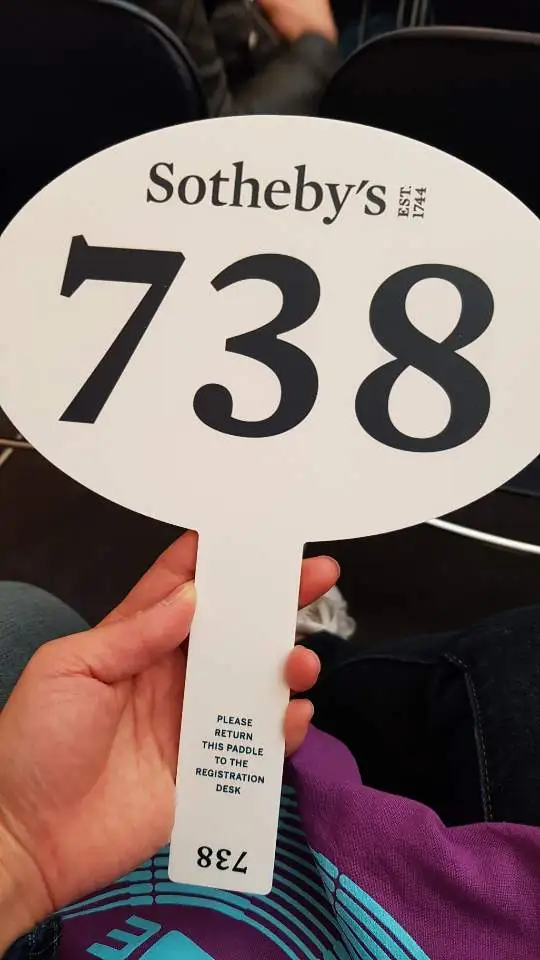 Sotheby's EST. 1744
738
PLEASE
RETURN
THIS PADDLE
TO THE
REGISTRATION
DESK
738